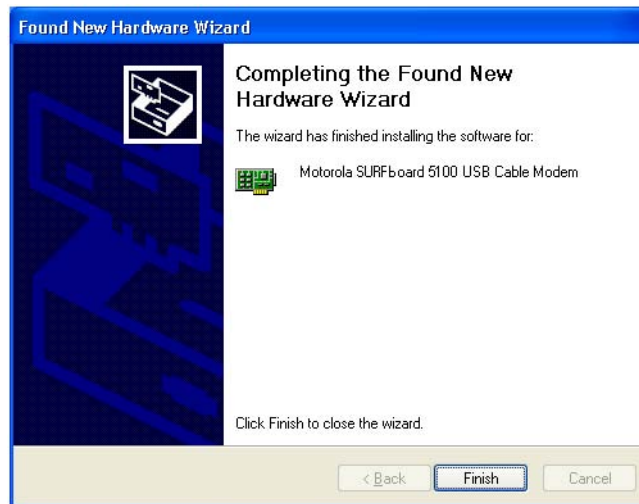 Found New Hardware Wizard
Completing the Found New
Hardware Wizard
The wizard has finished installing the software for:
Motorola SURFboard 5100 USB Cable Modem
Click Finish to close the wizard.
< Back
Finish
Cancel